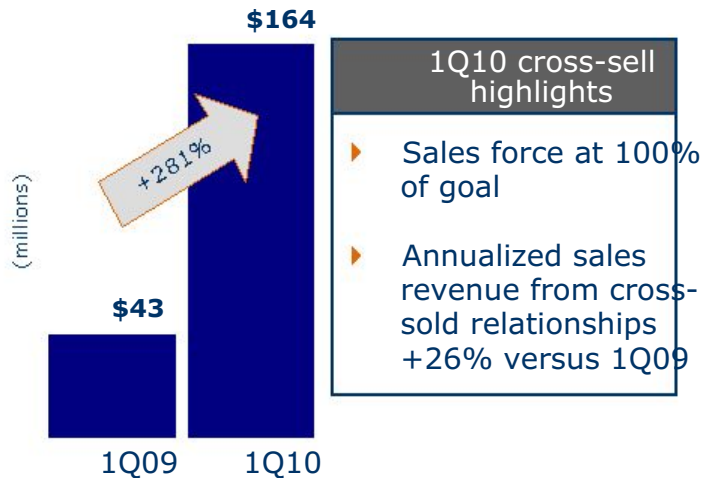 $164
+281%
(millions)
$43
1Q09
1Q10
1Q10 cross-sell
highlights
Sales force at 100%
of goal
Annualized sales
revenue from cross-
sold relationships
+26% versus 1Q09